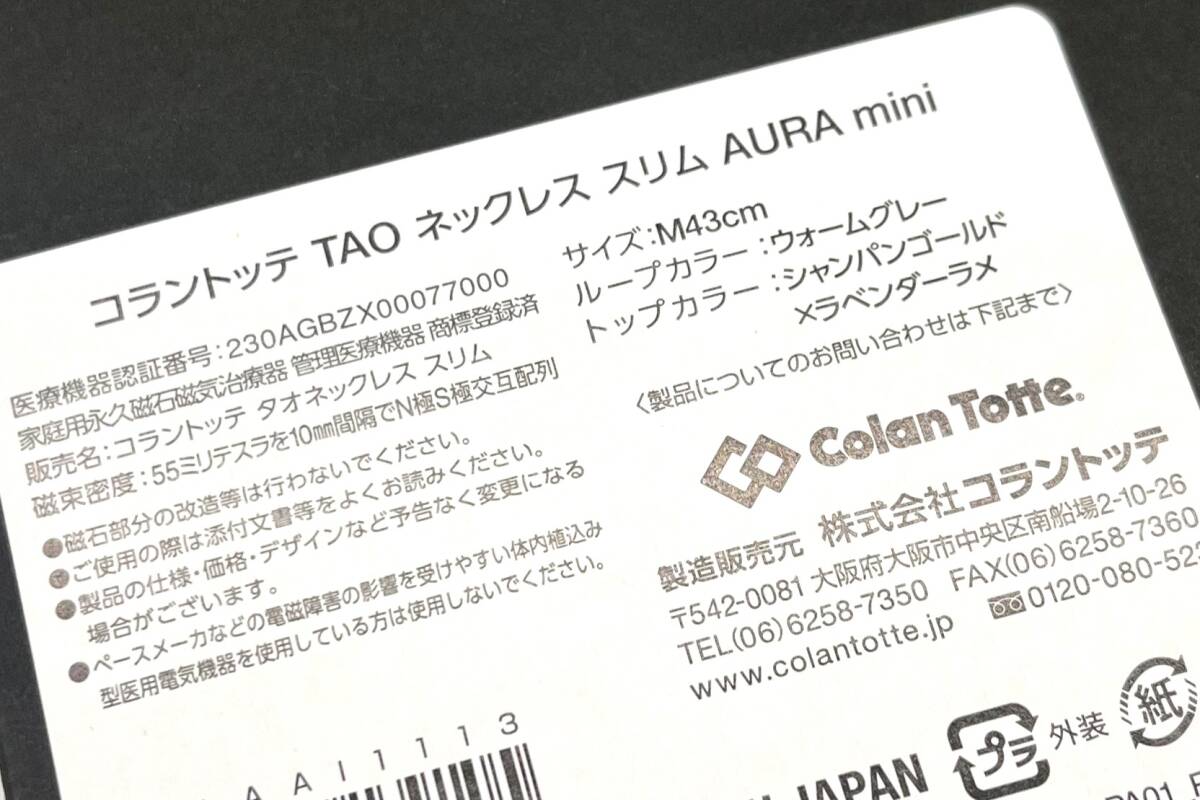 コラントッテ TAO ネックレス スリム AURA mini
医療機器認証番号:230AGBZX00077000
家庭用永久磁石磁気治療器 管理医療機器 商標登録済
販売名:コラントッテ タオネックレス スリム
磁束密度:55ミリテスラを10mm間隔でN極S極交互配列
●磁石部分の改造等は行わないでください。
●ご使用の際は添付文書等をよくお読みください。
●製品の仕様・価格・デザインなど予告なく変更になる
場合がございます。
●ペースメーカなどの電磁障害の影響を受けやすい体内植込み
型医用電気機器を使用している方は使用しないでください。
サイズ:M43cm
ループカラー:ウォームグレー
トップカラー:シャンパンゴールド
×ラベンダーラメ
〈製品についてのお問い合わせは下記まで〉
Colan Totte®
製造販売元 株式会社コラントッテ
〒542-0081 大阪府大阪市中央区南船場2-10-26
TEL(06)6258-7350 FAX(06)6258-7360
www.colantotte.jp 0120-080-522
A I 1 1 1 3
JAPAN
プラ 外装 紙